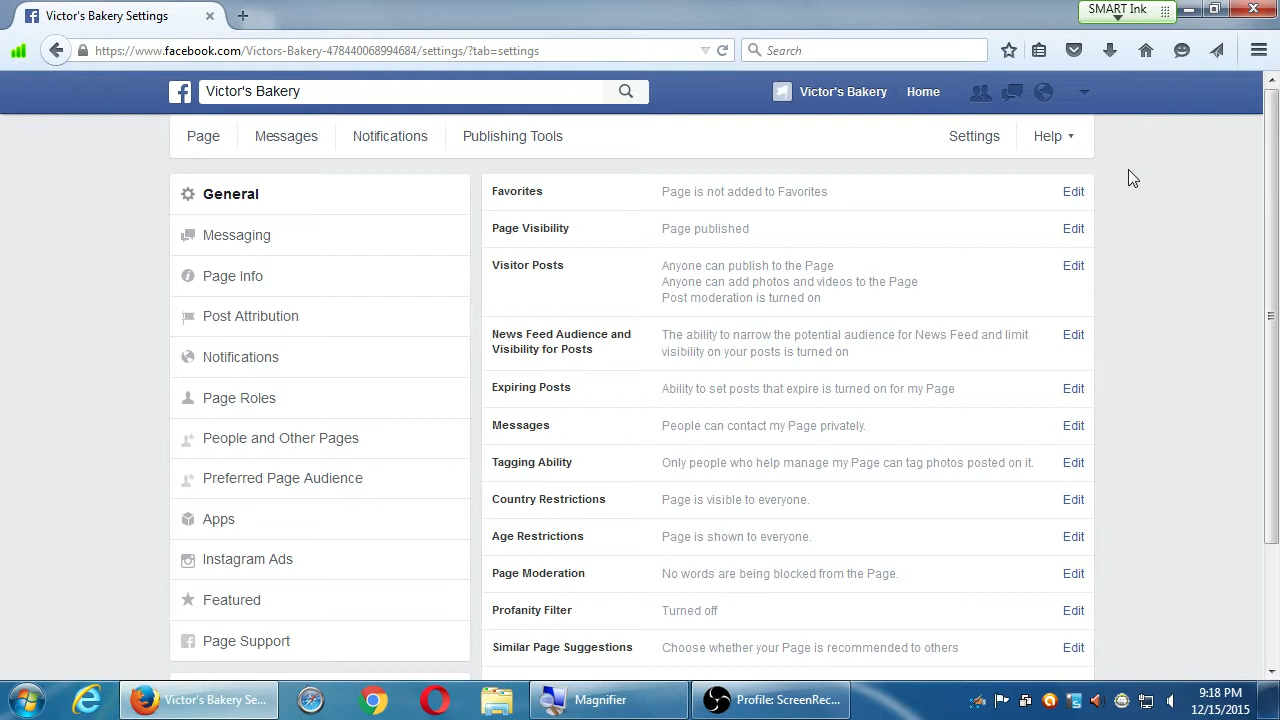 Victor's Bakery Settings
SMART Ink
https://www.facebook.com/Victors-Bakery-478440068994684/settings/?tab=settings
Search
Victor's Bakery
Victor's Bakery
Home
Page
Messages
Notifications
Publishing Tools
Settings
Help
General
Messaging
Page Info
Post Attribution
Notifications
Page Roles
People and Other Pages
Preferred Page Audience
Apps
Instagram Ads
Featured
Page Support
Favorites
Page is not added to Favorites
Edit
Page Visibility
Page published
Edit
Visitor Posts
Anyone can publish to the Page
Anyone can add photos and videos to the Page
Post moderation is turned on
Edit
News Feed Audience and
Visibility for Posts
The ability to narrow the potential audience for News Feed and limit
visibility on your posts is turned on
Edit
Expiring Posts
Ability to set posts that expire is turned on for my Page
Edit
Messages
People can contact my Page privately.
Edit
Tagging Ability
Only people who help manage my Page can tag photos posted on it.
Edit
Country Restrictions
Page is visible to everyone.
Edit
Age Restrictions
Page is shown to everyone.
Edit
Page Moderation
No words are being blocked from the Page.
Edit
Profanity Filter
Turned off
Edit
Similar Page Suggestions
Choose whether your Page is recommended to others
Edit
Victor's Bakery Se...
Magnifier
Profile: ScreenRec...
9:18 PM
12/15/2015